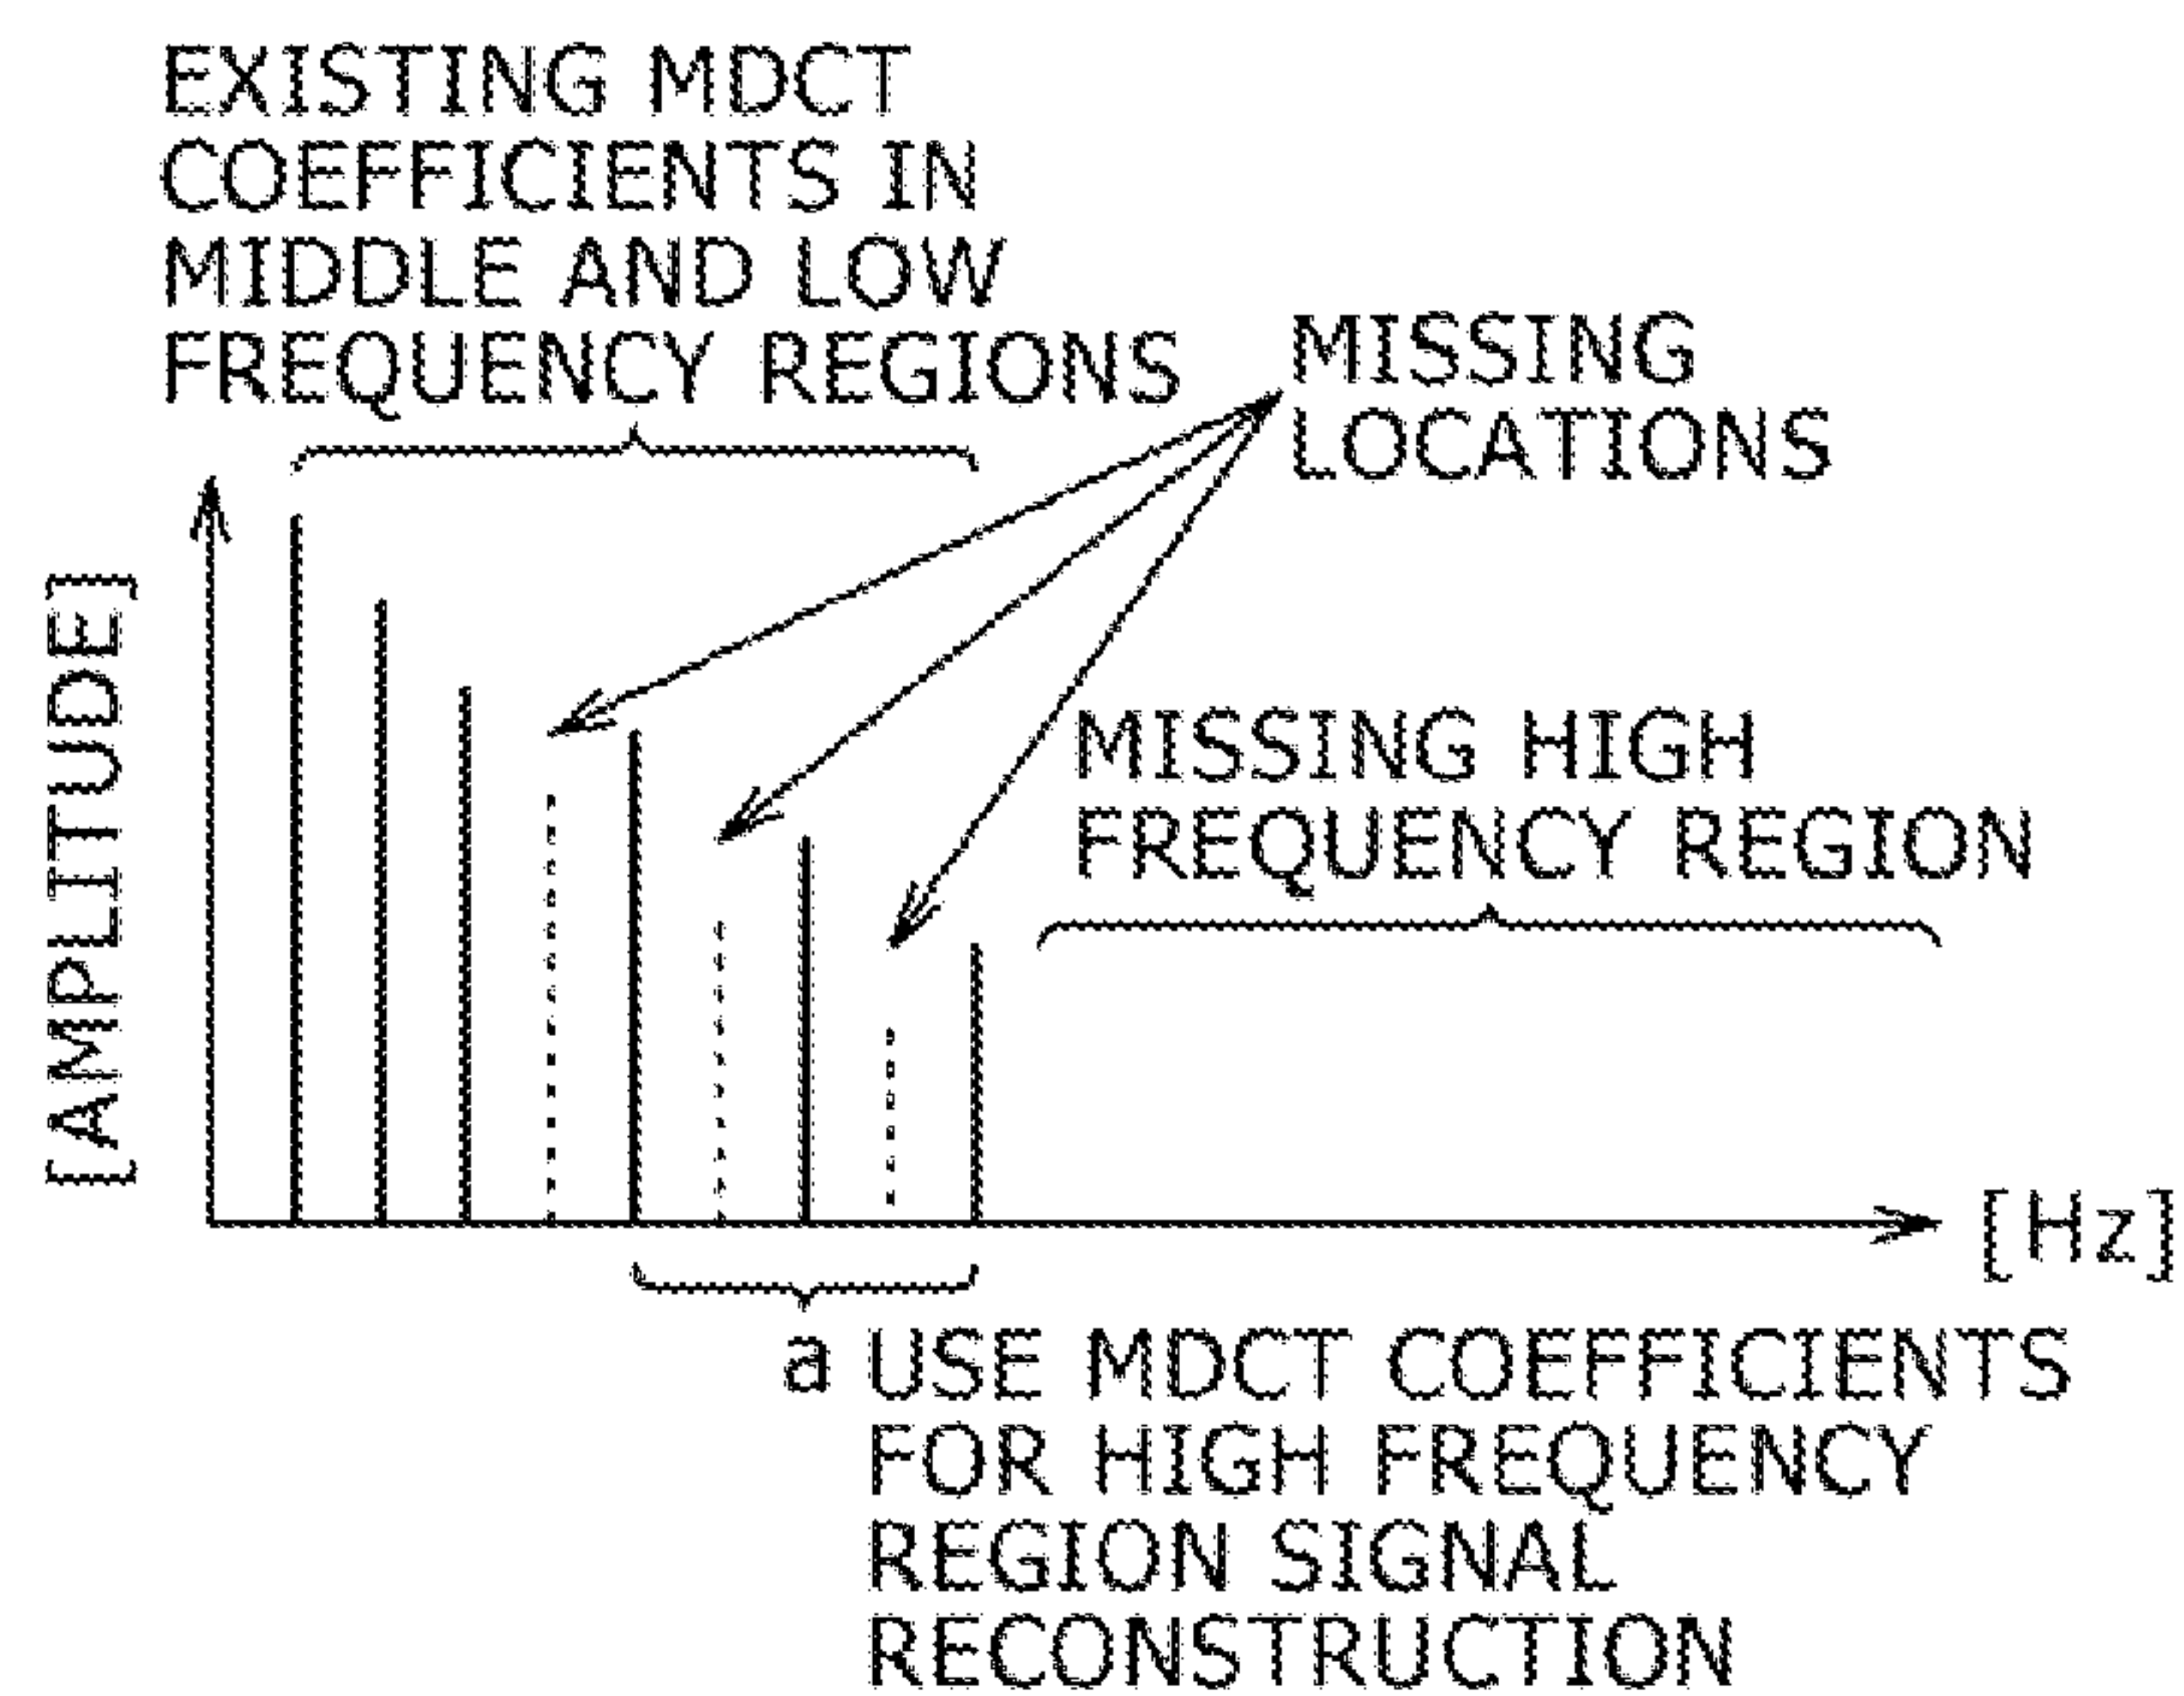 EXISTING MDCT
COEFFICIENTS IN
MIDDLE AND LOW
FREQUENCY REGIONS
MISSING
LOCATIONS
[AMPLITUDE]
MISSING HIGH
FREQUENCY REGION
[Hz]
a USE MDCT COEFFICIENTS
FOR HIGH FREQUENCY
REGION SIGNAL
RECONSTRUCTION